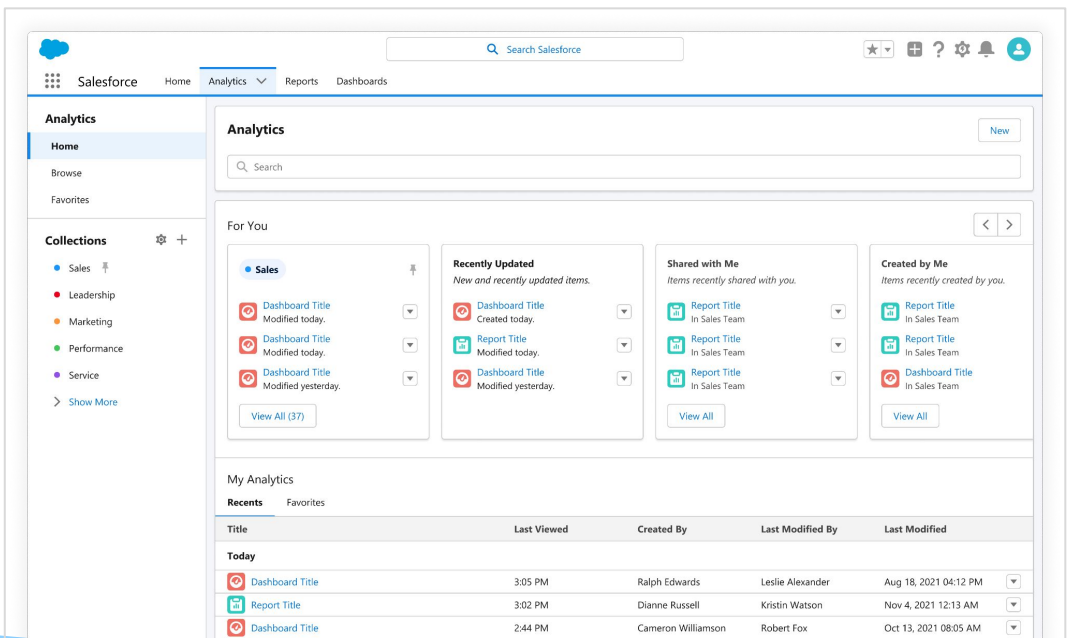 Search Salesforce
Salesforce
Home
Analytics
Reports
Dashboards
Analytics
Home
Browse
Favorites
Collections
Sales
Leadership
Marketing
Performance
Service
Show More
Analytics
New
Search
For You
Sales
Dashboard Title
Modified today.
Dashboard Title
Modified today.
Dashboard Title
Modified yesterday.
View All (37)
Recently Updated
New and recently updated items.
Dashboard Title
Created today.
Report Title
Modified today.
Dashboard Title
Modified yesterday.
Shared with Me
Items recently shared with you.
Report Title
In Sales Team
Report Title
In Sales Team
Report Title
In Sales Team
View All
Created by Me
Items recently created by you.
Report Title
In Sales Team
Report Title
In Sales Team
Dashboard Title
In Sales Team
View All
My Analytics
Recents Favorites
Title Last Viewed Created By Last Modified By Last Modified
Today
Dashboard Title 3:05 PM Ralph Edwards Leslie Alexander Aug 18, 2021 04:12 PM
Report Title 3:02 PM Dianne Russell Kristin Watson Nov 4, 2021 12:13 AM
Dashboard Title 2:44 PM Cameron Williamson Robert Fox Oct 13, 2021 08:05 AM